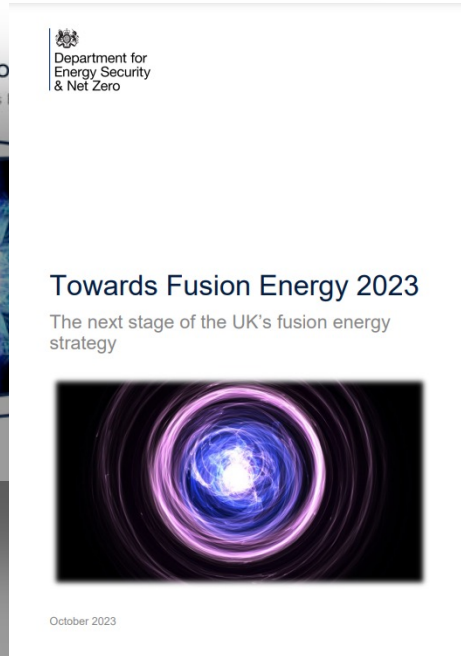 Department for
Energy Security
& Net Zero
Towards Fusion Energy 2023
The next stage of the UK's fusion energy
strategy
October 2023